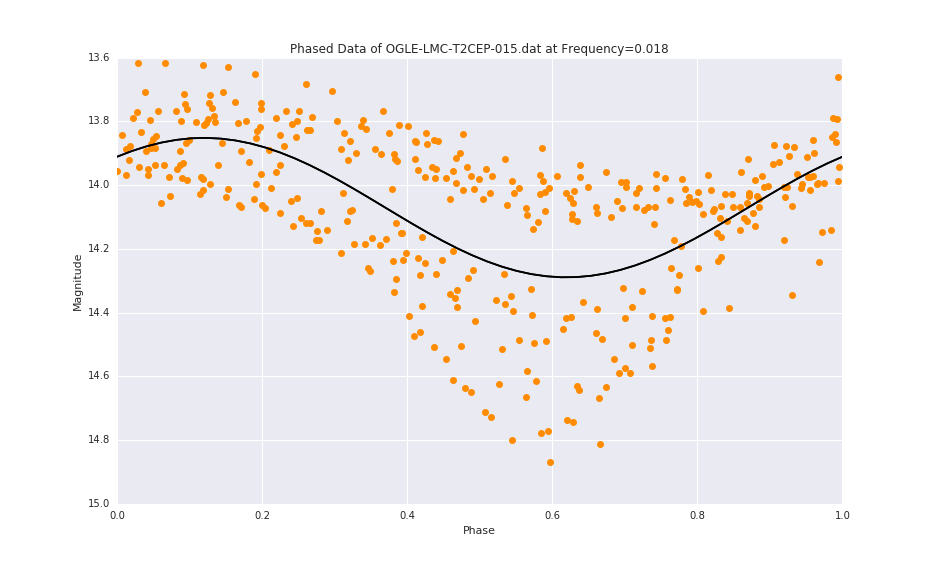 Phased Data of OGLE-LMC-T2CEP-015.dat at Frequency=0.018
13.6
13.8
14.0
14.2
14.4
14.6
14.8
15.0
Magnitude
0.0 0.2 0.4 0.6 0.8 1.0
Phase